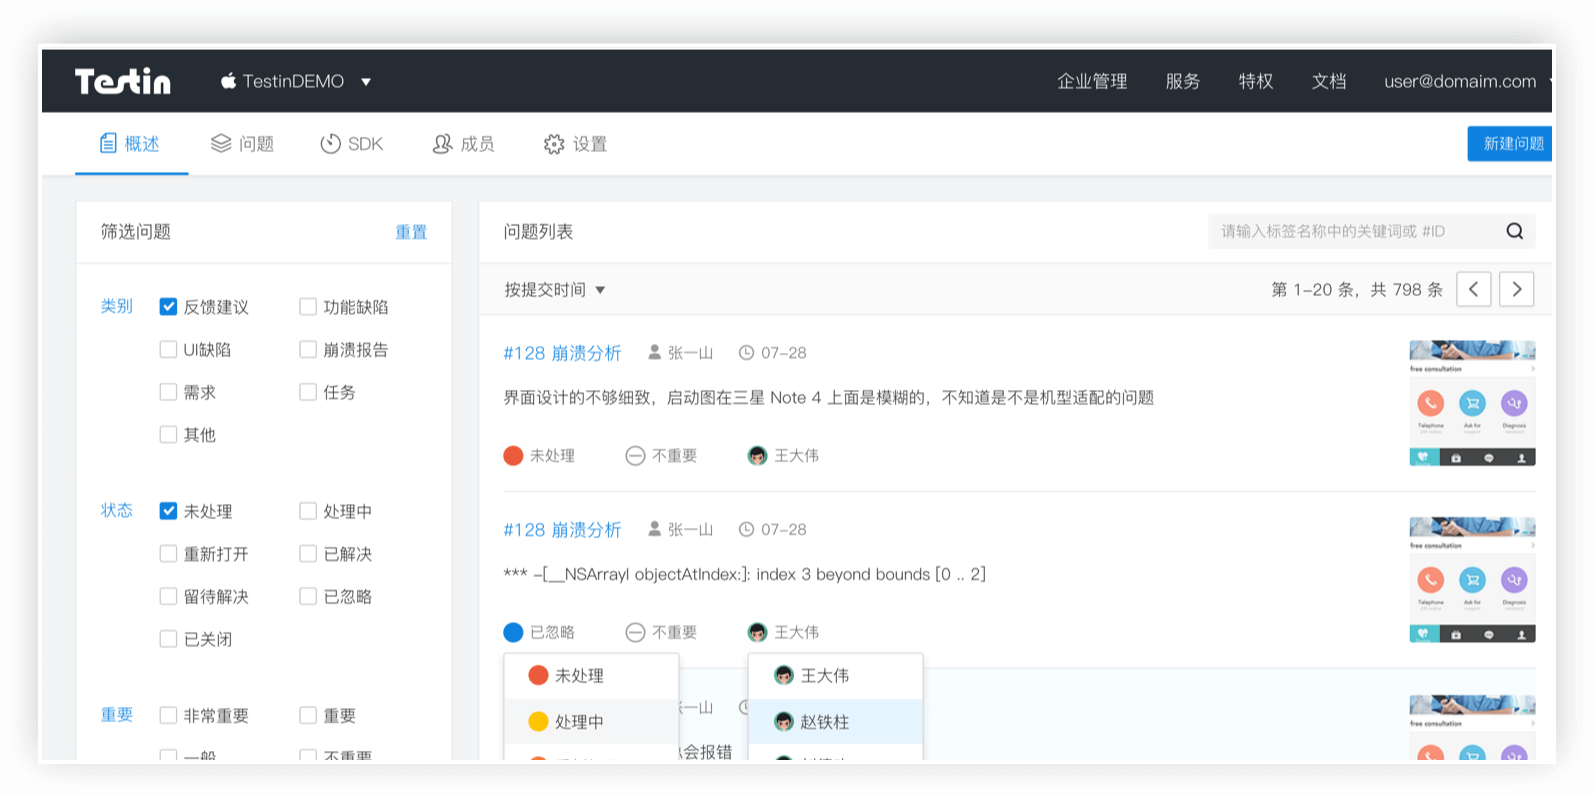 Testin TestinDEMO 企业管理 服务 特权 文档 user@domaim.com
概述 问题 SDK 成员 设置 新建问题
筛选问题 重置
类别 反馈建议 功能缺陷
UI缺陷 崩溃报告
需求 任务
其他
状态 未处理 处理中
重新打开 已解决
留待解决 已忽略
已关闭
重要 非常重要 重要
一般 不重要
问题列表 请输入标签名称中的关键词或 #ID
按提交时间 第 1-20 条，共 798 条
#128 崩溃分析 张一山 07-28
界面设计的不够细致，启动图在三星 Note 4 上面是模糊的，不知道是不是机型适配的问题
未处理 不重要 王大伟
free consultation
Telephone Ask for Diagnosis
#128 崩溃分析 张一山 07-28
*** -[__NSArrayI objectAtIndex:]: index 3 beyond bounds [0 .. 2]
已忽略 不重要 王大伟
free consultation
Telephone Ask for Diagnosis
未处理 王大伟
处理中 赵铁柱
一山
会报错
free consultation